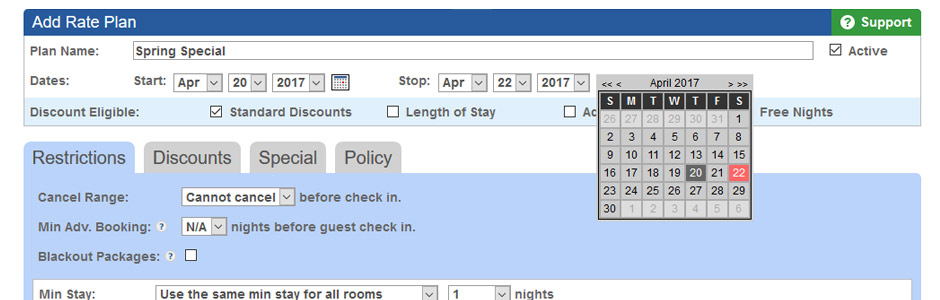 Add Rate Plan ? Support
Plan Name: Spring Special Active
Dates: Start: Apr 20 2017 Stop: Apr 22 2017
<< < April 2017 > >>
S M T W T F S
26 27 28 29 30 31 1
2 3 4 5 6 7 8
9 10 11 12 13 14 15
16 17 18 19 20 21 22
23 24 25 26 27 28 29
30 1 2 3 4 5 6
Discount Eligible: Standard Discounts Length of Stay Free Nights
Restrictions Discounts Special Policy
Cancel Range: Cannot cancel before check in.
Min Adv. Booking: ? N/A nights before guest check in.
Blackout Packages: ?
Min Stay: Use the same min stay for all rooms 1 nights